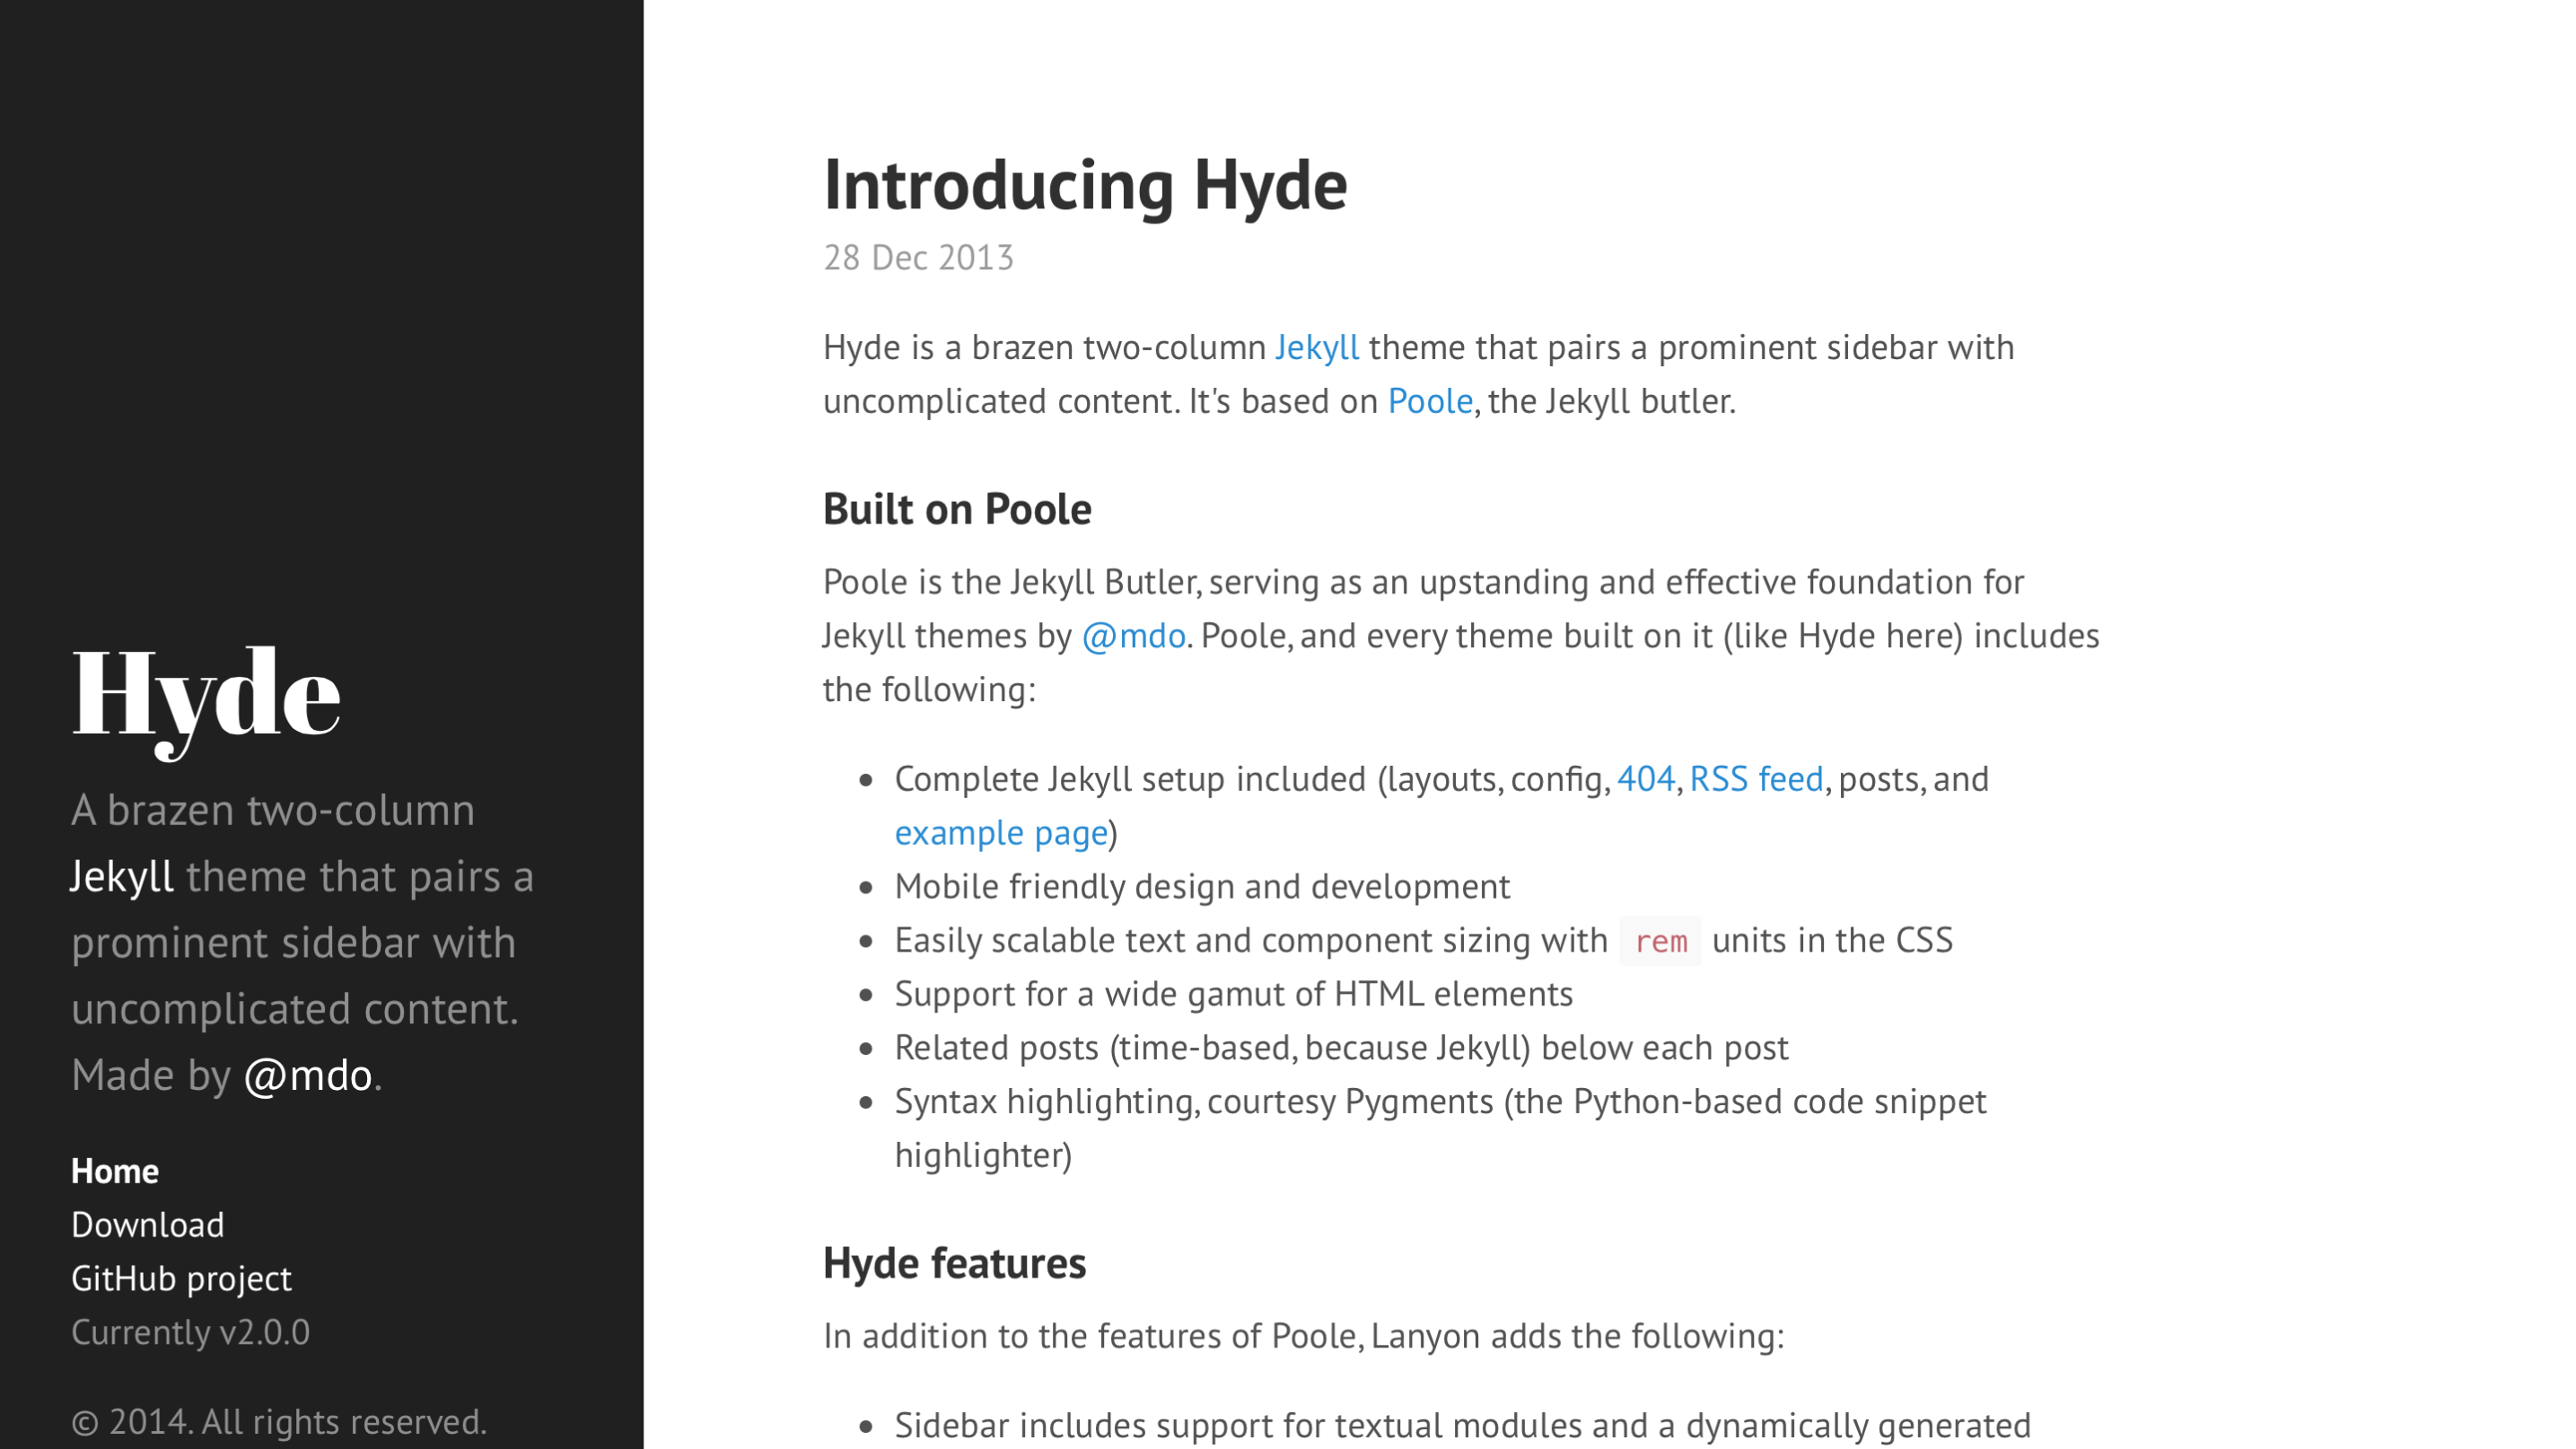 Hyde
A brazen two-column
Jekyll theme that pairs a
prominent sidebar with
uncomplicated content.
Made by @mdo.
Home
Download
GitHub project
Currently v2.0.0
© 2014. All rights reserved.
Introducing Hyde
28 Dec 2013
Hyde is a brazen two-column Jekyll theme that pairs a prominent sidebar with
uncomplicated content. It's based on Poole, the Jekyll butler.
Built on Poole
Poole is the Jekyll Butler, serving as an upstanding and effective foundation for
Jekyll themes by @mdo. Poole, and every theme built on it (like Hyde here) includes
the following:
• Complete Jekyll setup included (layouts, config, 404, RSS feed, posts, and
example page)
• Mobile friendly design and development
• Easily scalable text and component sizing with rem units in the CSS
• Support for a wide gamut of HTML elements
• Related posts (time-based, because Jekyll) below each post
• Syntax highlighting, courtesy Pygments (the Python-based code snippet
highlighter)
Hyde features
In addition to the features of Poole, Lanyon adds the following:
• Sidebar includes support for textual modules and a dynamically generated